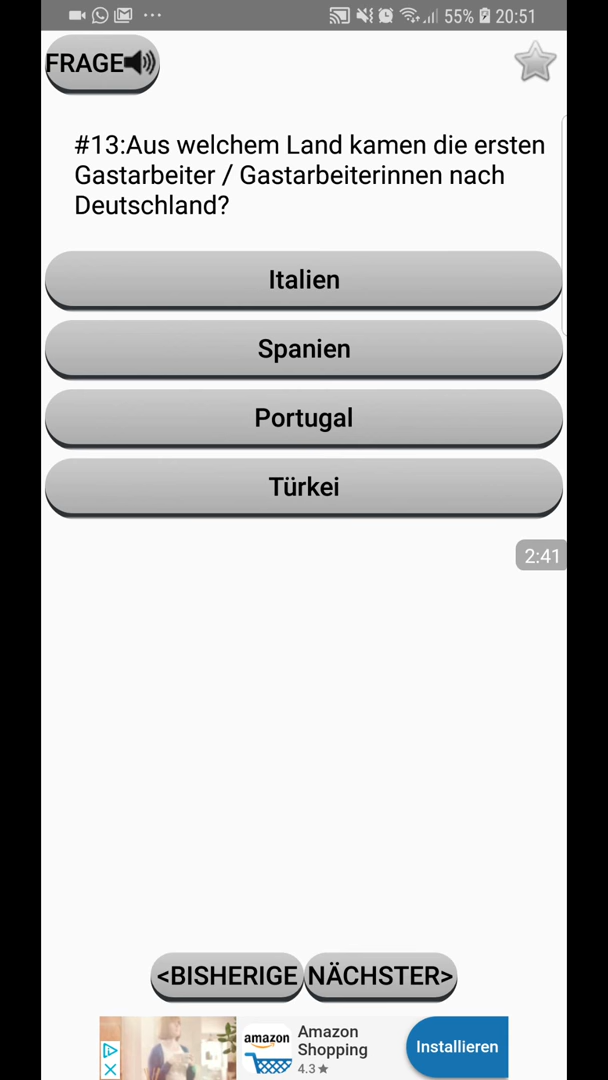 55% 20:51
FRAGE
#13:Aus welchem Land kamen die ersten
Gastarbeiter / Gastarbeiterinnen nach
Deutschland?
Italien
Spanien
Portugal
Türkei
2:41
<BISHERIGE NÄCHSTER>
amazon
Amazon
Shopping
4.3★
Installieren